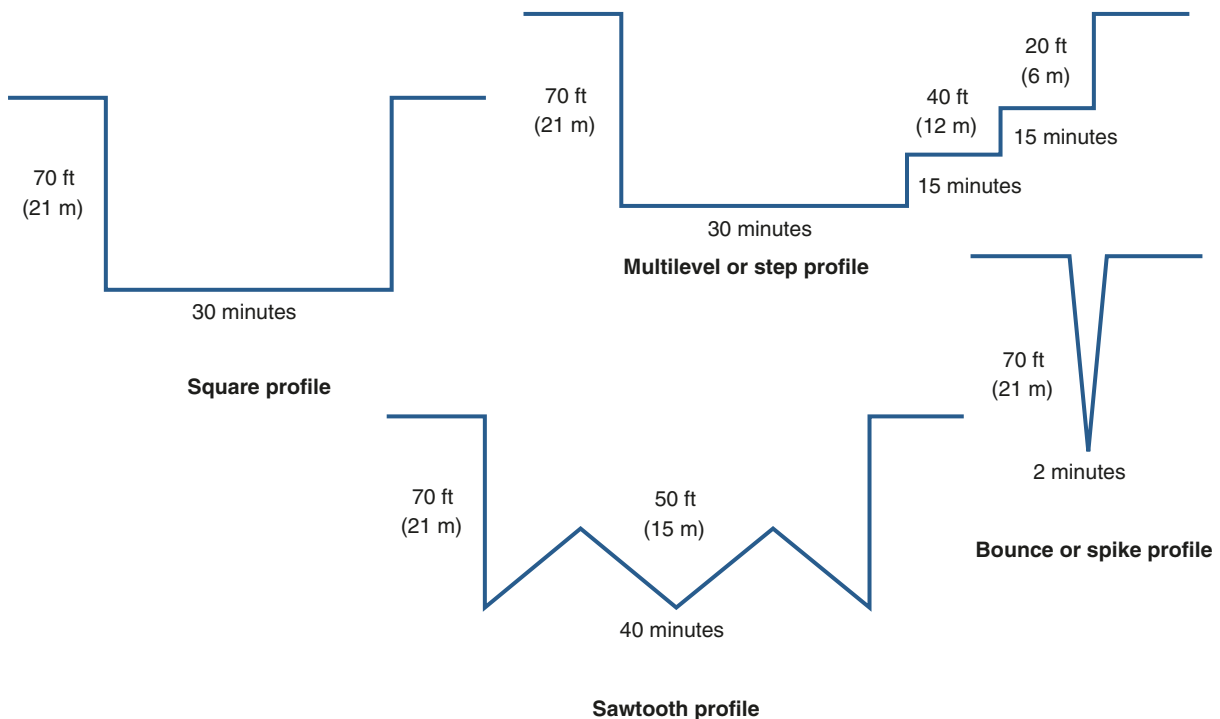 70 ft
(21 m)
30 minutes
Square profile
70 ft
(21 m)
30 minutes
40 ft
(12 m)
15 minutes
20 ft
(6 m)
15 minutes
Multilevel or step profile
70 ft
(21 m)
50 ft
(15 m)
40 minutes
Sawtooth profile
70 ft
(21 m)
2 minutes
Bounce or spike profile